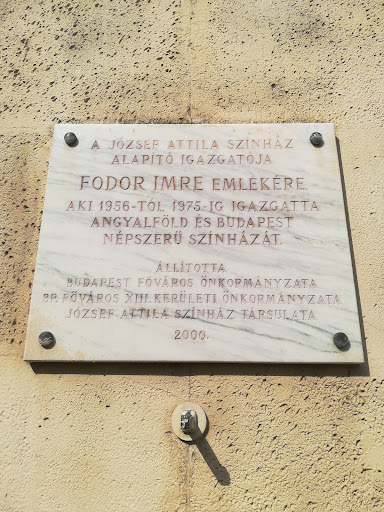 A JÓZSEF ATTILA SZÍNHÁZ
ALAPÍTÓ IGAZGATÓJA
FODOR IMRE EMLÉKÉRE.
AKI 1956-TÓL 1975-IG IGAZGATTA
ANGYALFÖLD ÉS BUDAPEST
NÉPSZERŰ SZÍNHÁZÁT.
ÁLLÍTOTTA
BUDAPEST FŐVÁROS ÖNKORMÁNYZATA
BP. FŐVÁROS XIII. KERÜLETI ÖNKORMÁNYZATA
JÓZSEF ATTILA SZÍNHÁZ TÁRSULATA
2000.